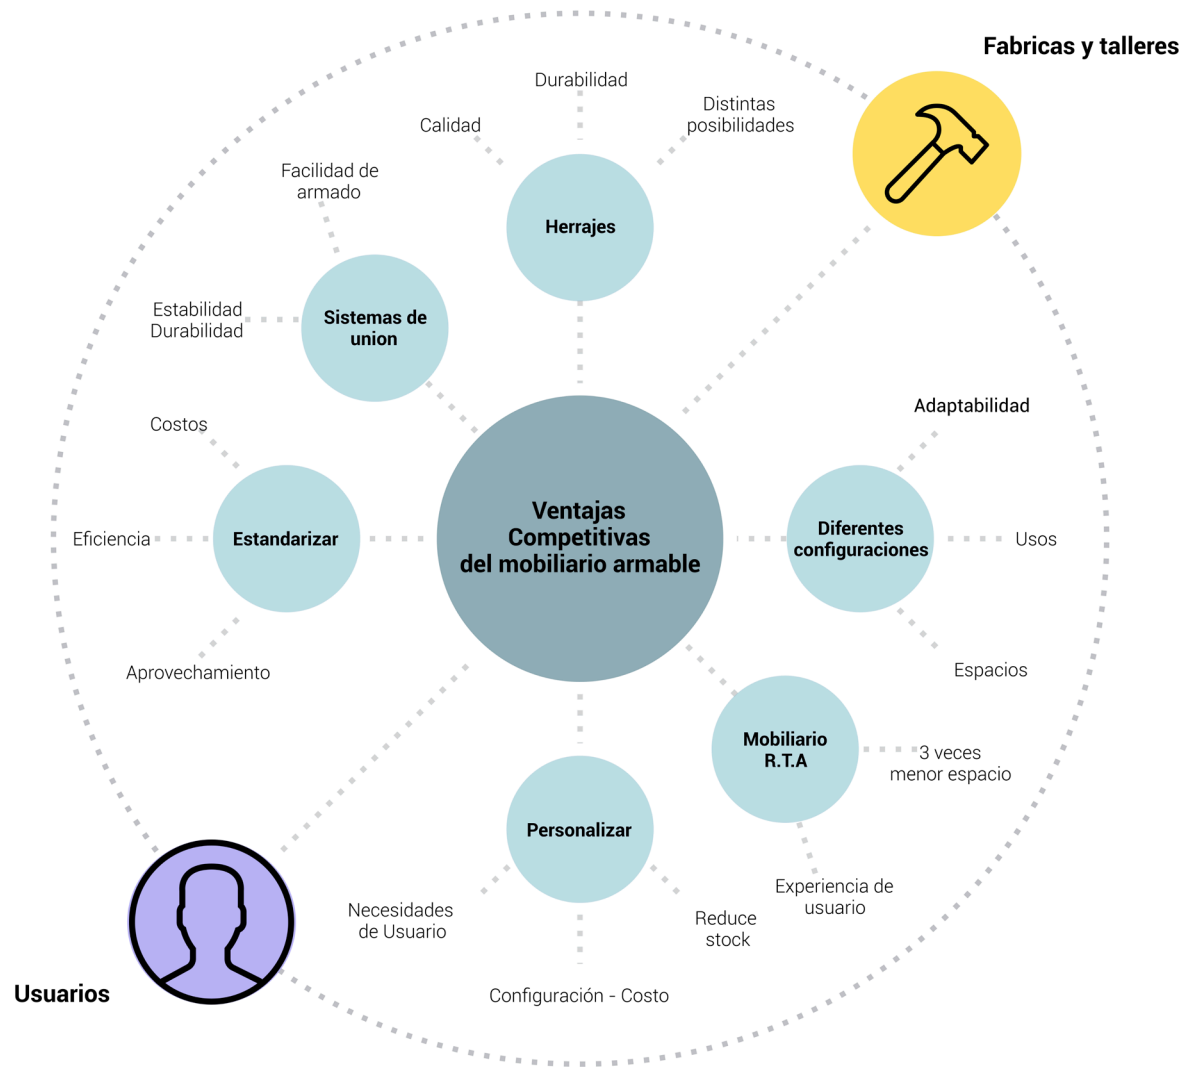 Fabricas y talleres
Durabilidad
Distintas
posibilidades
Calidad
Facilidad de
armado
Herrajes
Estabilidad
Durabilidad
Sistemas de
union
Adaptabilidad
Costos
Ventajas
Competitivas
del mobiliario armable
Eficiencia
Estandarizar
Diferentes
configuraciones
Usos
Aprovechamiento
Espacios
Mobiliario
R.T.A
3 veces
menor espacio
Personalizar
Experiencia de
usuario
Necesidades
de Usuario
Reduce
stock
Configuración - Costo
Usuarios